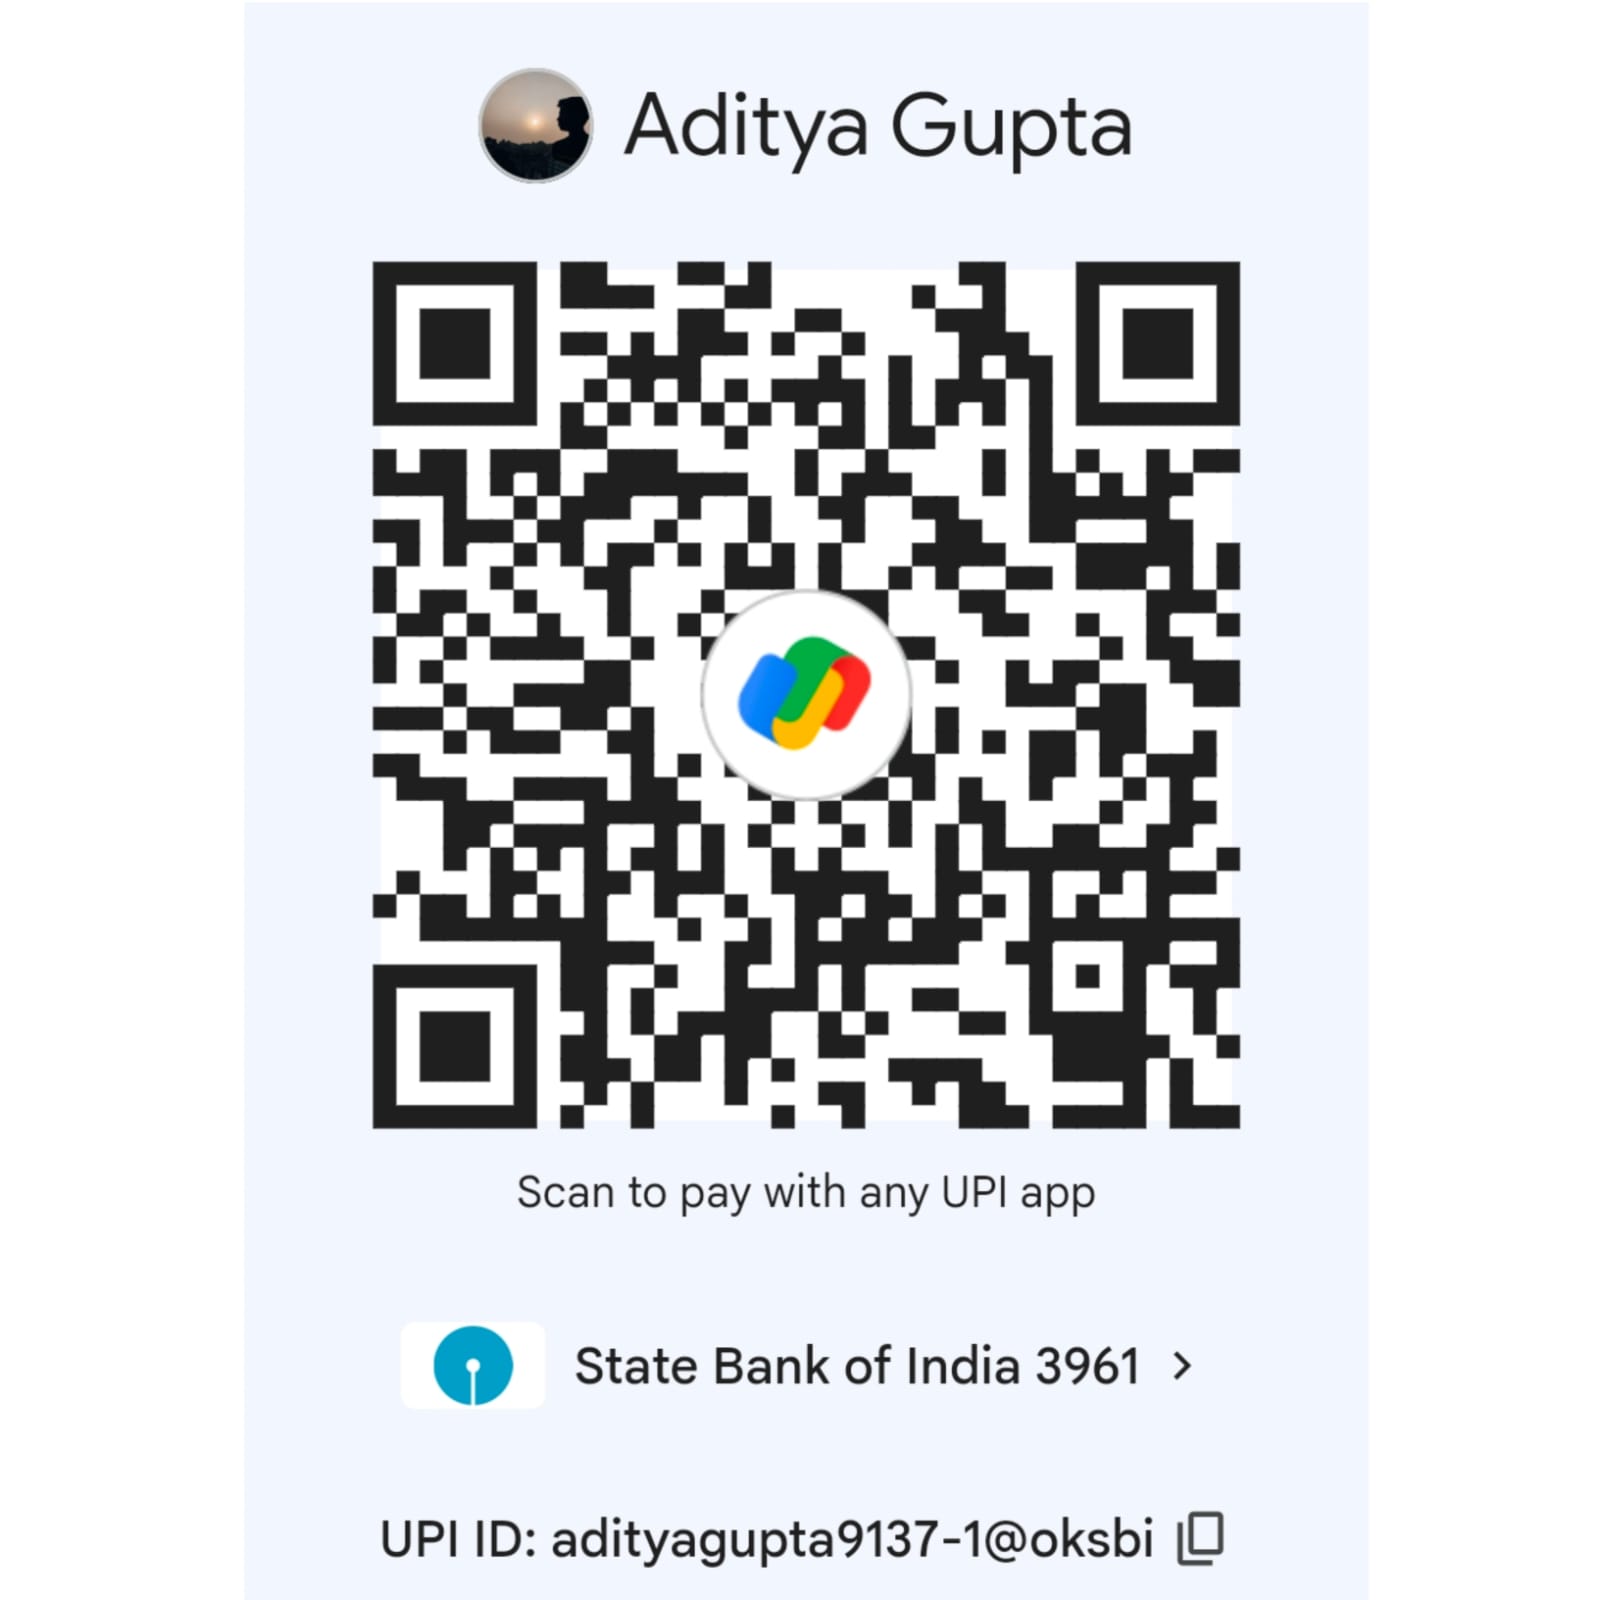 Aditya Gupta
Scan to pay with any UPI app
State Bank of India 3961
UPI ID: adityagupta9137-1@oksbi